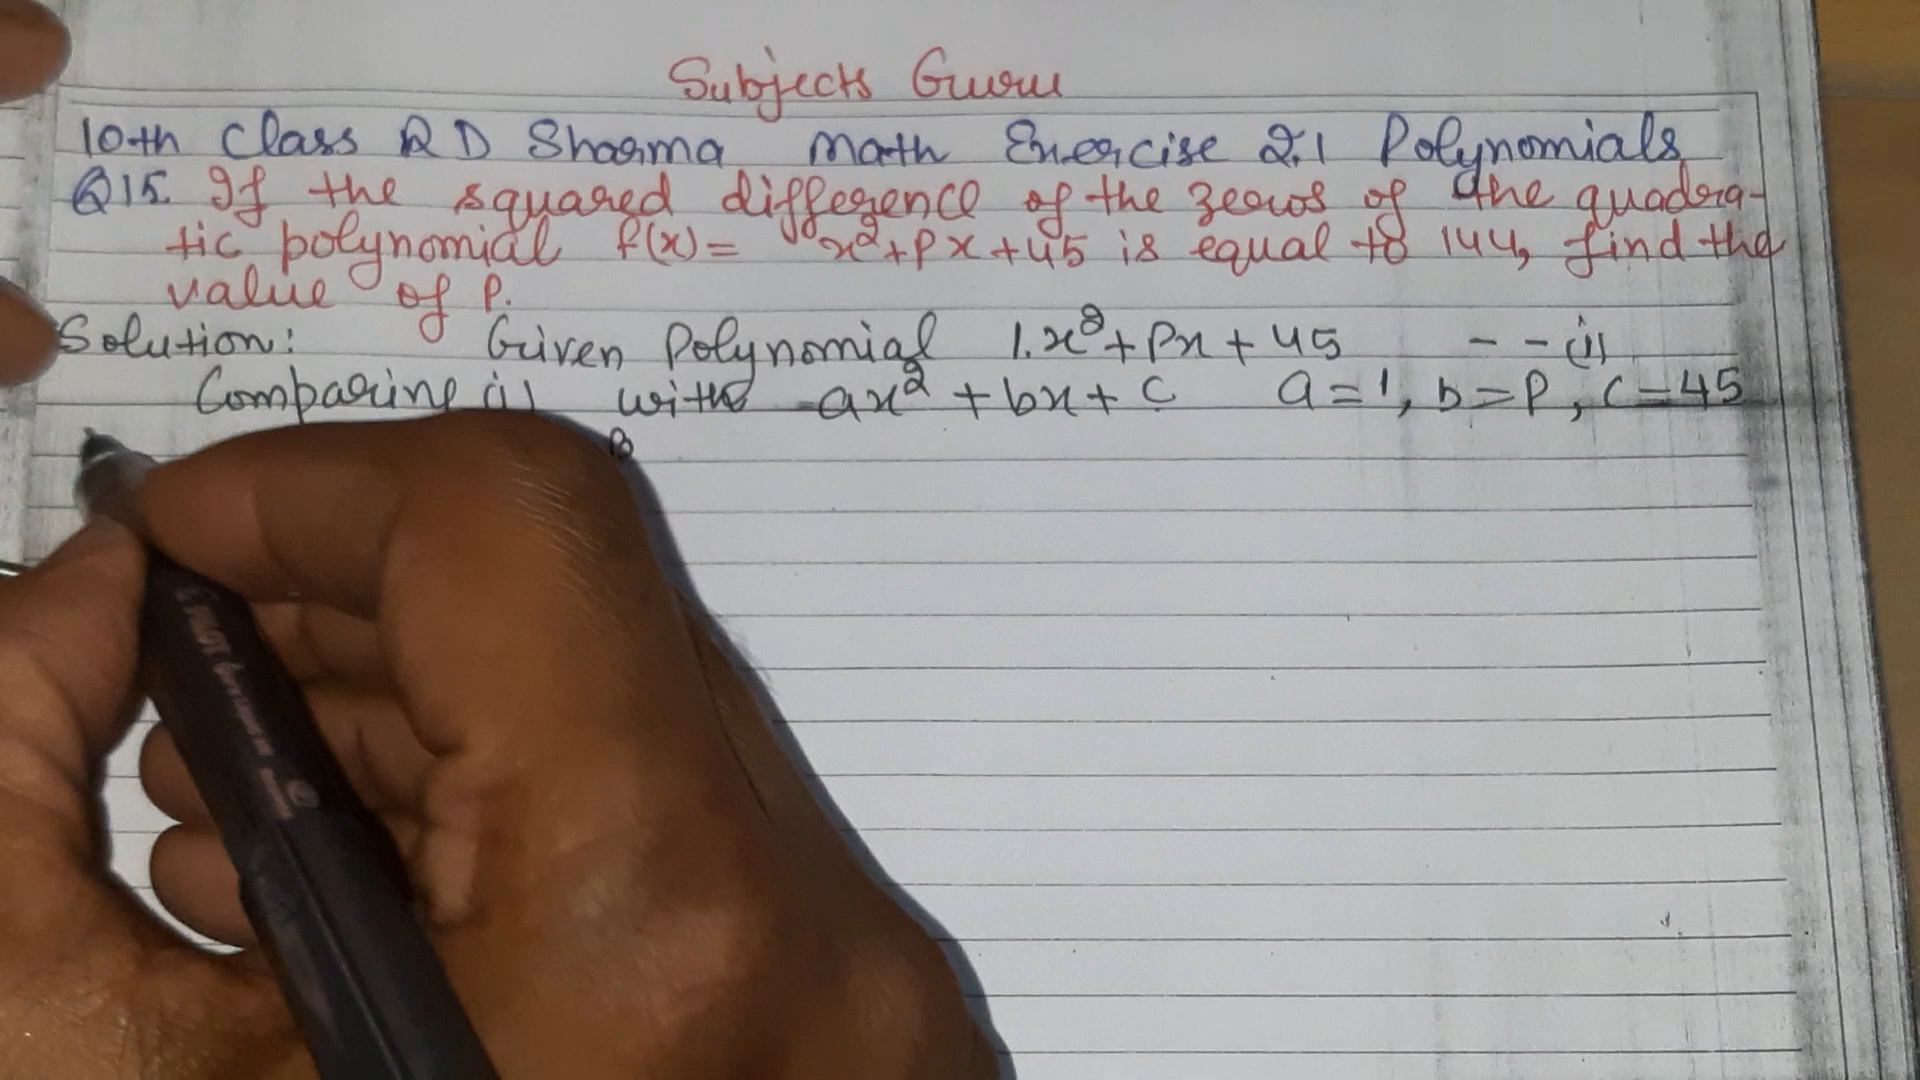 Subjects Guru
10th Class RD Sharma Math Exercise 2.1 Polynomials
Q15. If the squared difference of the zeros of the quadra-
tic polynomial f(x) = x²+px+45 is equal to 144, find the
value of p.
Solution: Given Polynomial 1.x²+px+45 - - (i)
Comparing (i) with ax²+bx+c a=1, b=p, c=45
B